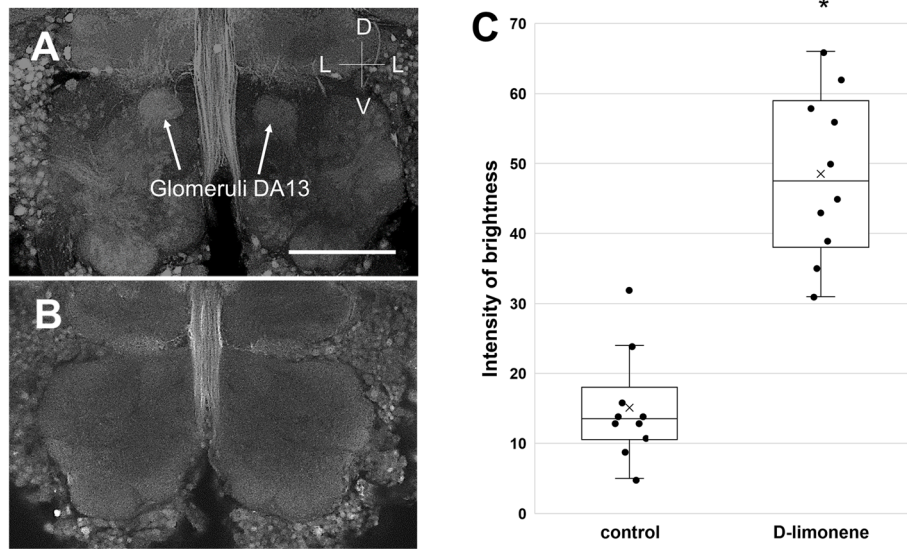 A
D
L L
V
Glomeruli DA13
B
C
*
Intensity of brightness
70
60
50
40
30
20
10
0
control D-limonene